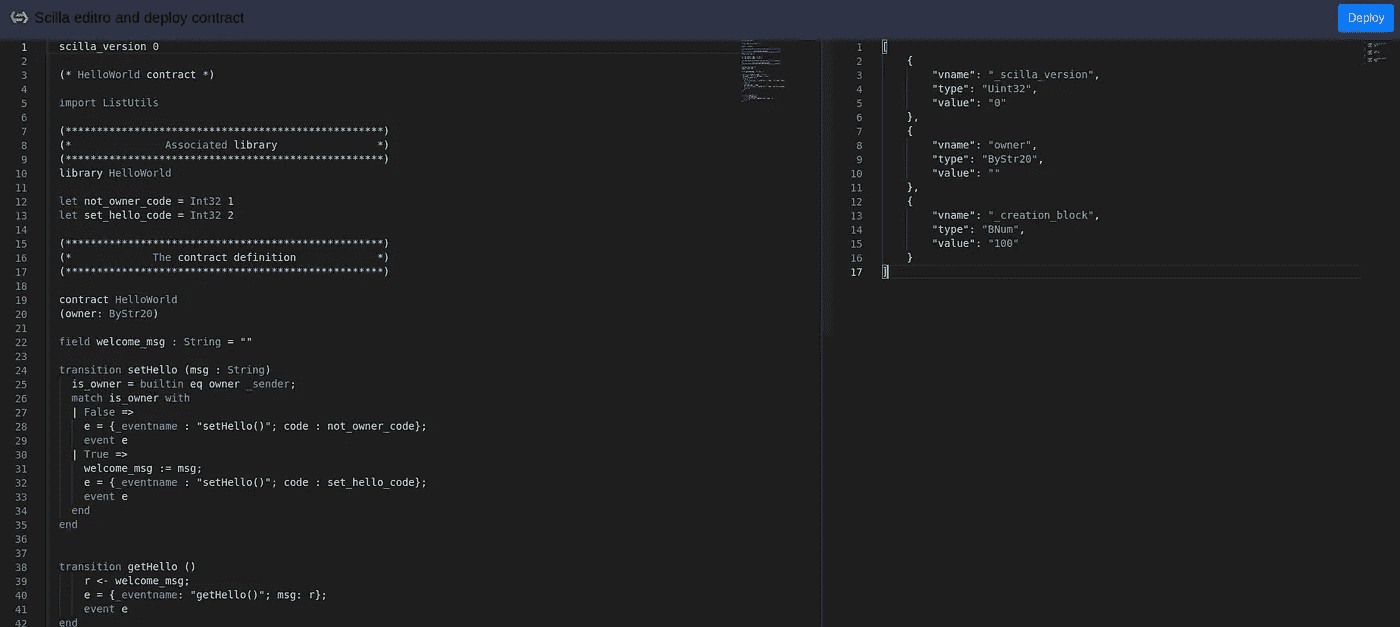 Scilla editro and deploy contract
Deploy
1 scilla_version 0
2
3 (* HelloWorld contract *)
4
5 import ListUtils
6
7 (***************************************************)
8 (*               Associated library                *)
9 (***************************************************)
10 library HelloWorld
11
12 let not_owner_code = Int32 1
13 let set_hello_code = Int32 2
14
15 (***************************************************)
16 (*             The contract definition             *)
17 (***************************************************)
18
19 contract HelloWorld
20 (owner: ByStr20)
21
22 field welcome_msg : String = ""
23
24 transition setHello (msg : String)
25   is_owner = builtin eq owner _sender;
26   match is_owner with
27   | False =>
28     e = {_eventname : "setHello()"; code : not_owner_code};
29     event e
30   | True =>
31     welcome_msg := msg;
32     e = {_eventname : "setHello()"; code : set_hello_code};
33     event e
34   end
35 end
36
37
38 transition getHello ()
39     r <- welcome_msg;
40     e = {_eventname: "getHello()"; msg: r};
41     event e
42 end
1 [
2     {
3         "vname": "_scilla_version",
4         "type": "Uint32",
5         "value": "0"
6     },
7     {
8         "vname": "owner",
9         "type": "ByStr20",
10         "value": ""
11     },
12     {
13         "vname": "_creation_block",
14         "type": "BNum",
15         "value": "100"
16     }
17 ]